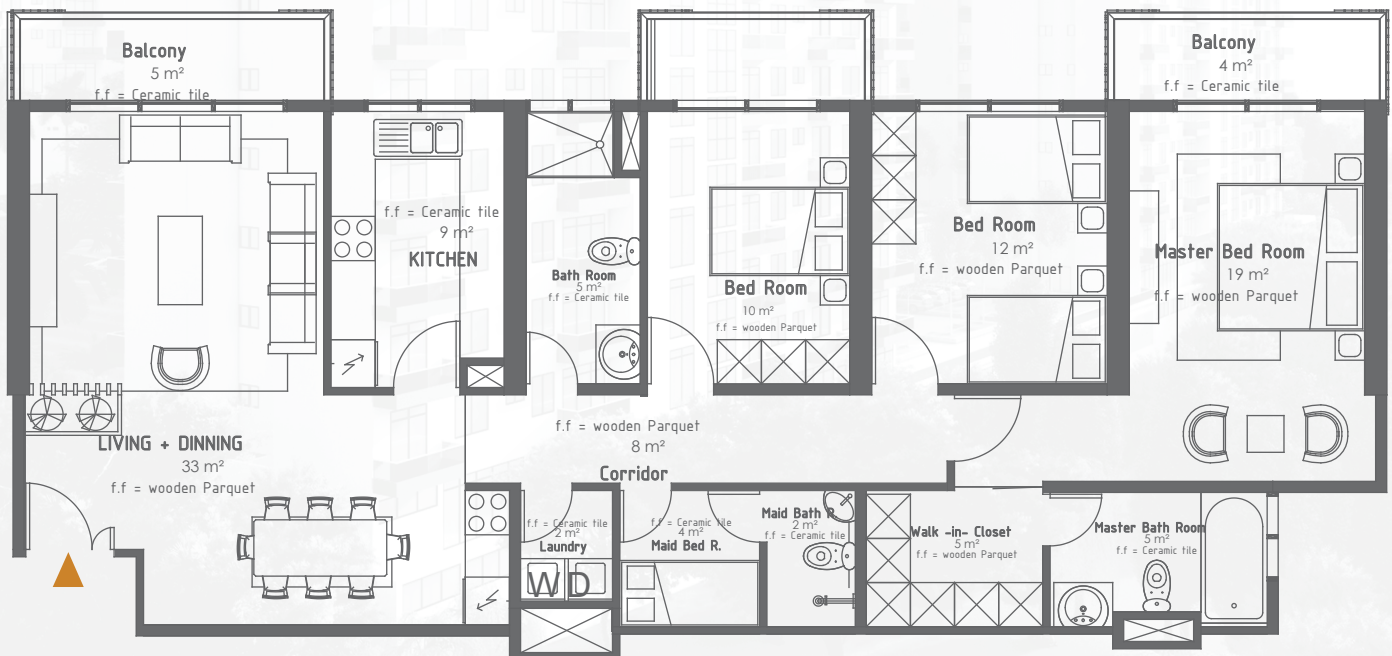 Balcony
5 m²
f.f = Ceramic tile
Balcony
4 m²
f.f = Ceramic tile
f.f = Ceramic tile
9 m²
KITCHEN
Bath Room
5 m²
f.f = Ceramic tile
Bed Room
10 m²
f.f = wooden Parquet
Bed Room
12 m²
f.f = wooden Parquet
Master Bed Room
19 m²
f.f = wooden Parquet
LIVING + DINNING
33 m²
f.f = wooden Parquet
f.f = wooden Parquet
8 m²
Corridor
f.f = Ceramic tile
2 m²
Laundry
W D
f.f = Ceramic tile
4 m²
Maid Bed R.
Maid Bath R.
2 m²
f.f = Ceramic tile
Walk -in- Closet
5 m²
f.f = wooden Parquet
Master Bath Room
5 m²
f.f = Ceramic tile